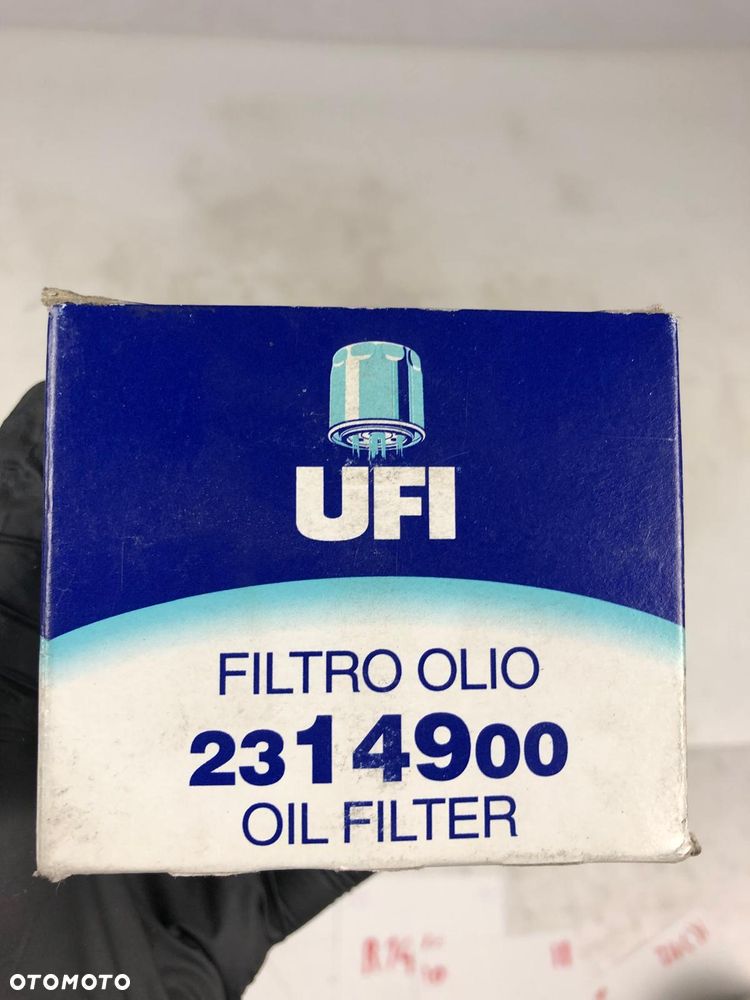 UFI
FILTRO OLIO
2314900
OIL FILTER
OTOMOTO